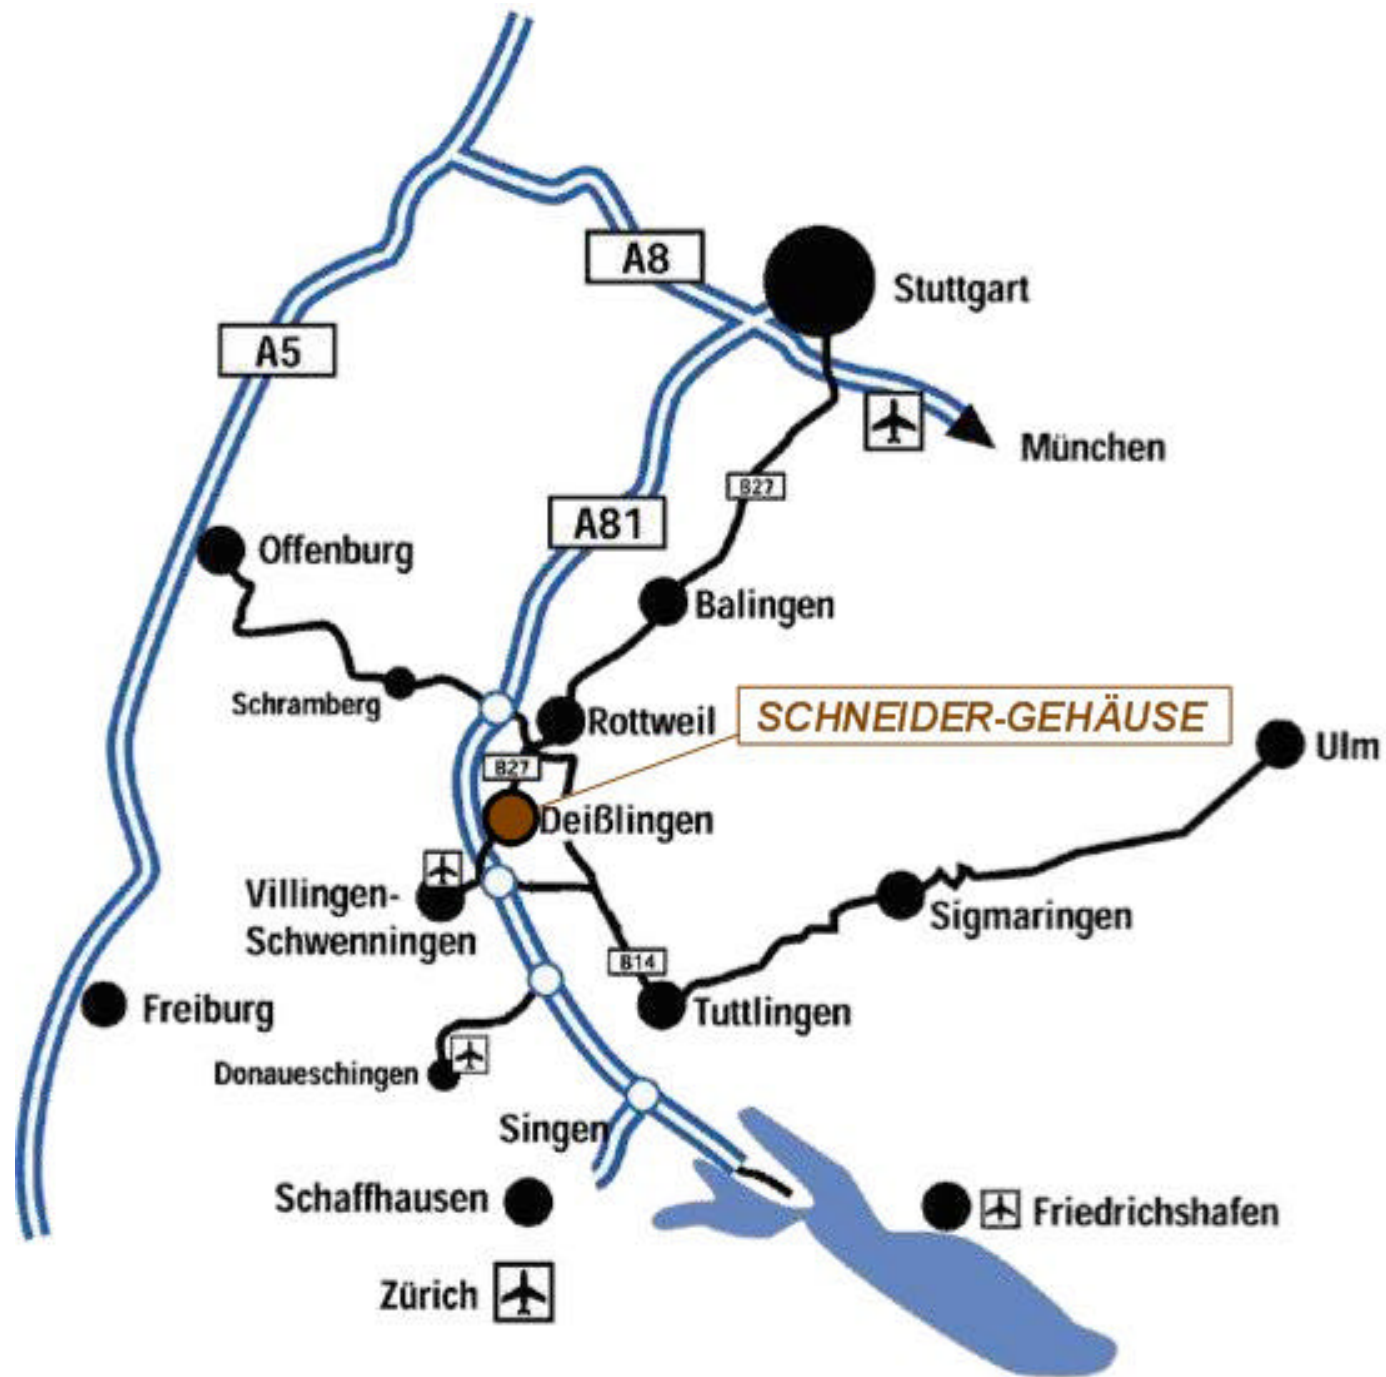 A8
Stuttgart
A5
München
B27
A81
Offenburg
Balingen
Schramberg
Rottweil
SCHNEIDER-GEHÄUSE
Ulm
B27
Deißlingen
Villingen-
Schwenningen
Sigmaringen
B14
Freiburg
Tuttlingen
Donaueschingen
Singen
Schaffhausen
Friedrichshafen
Zürich